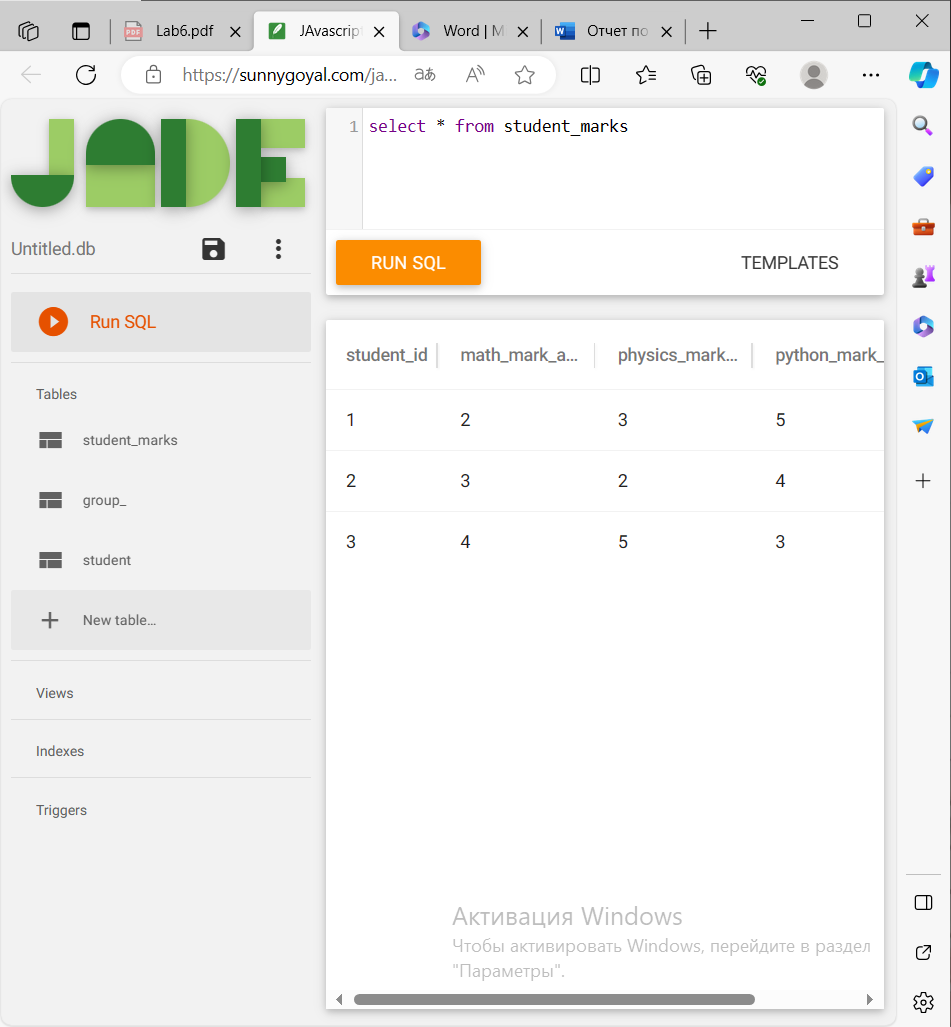 Lab6.pdf
JAvascrip
Word | M
Отчет по
https://sunnygoyal.com/ja...
JADE
1 select * from student_marks
Untitled.db
RUN SQL
TEMPLATES
Run SQL
student_id math_mark_a... physics_mark... python_mark_
Tables
1 2 3 5
student_marks
2 3 2 4
group_
3 4 5 3
student
New table...
Views
Indexes
Triggers
Активация Windows
Чтобы активировать Windows, перейдите в раздел
"Параметры".